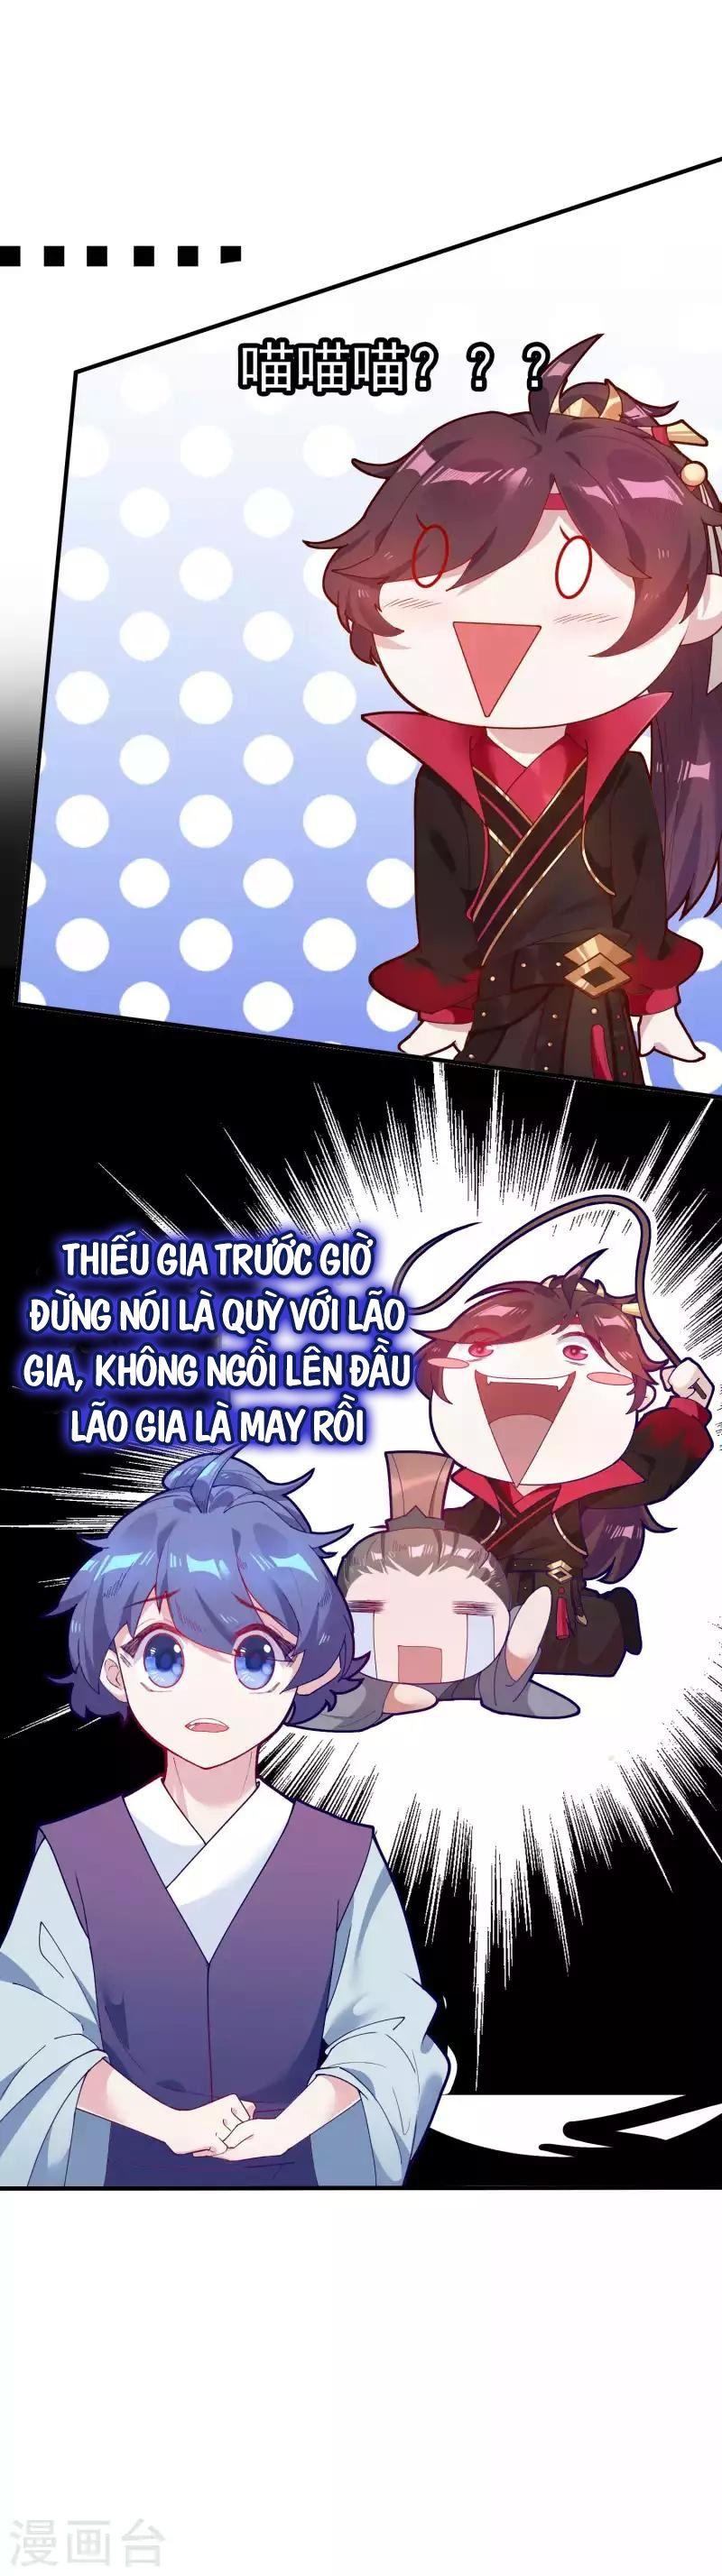 喵喵喵？？？
THIẾU GIA TRƯỚC GIỜ
ĐỪNG NÓI LÀ QUỲ VỚI LÃO
GIA, KHÔNG NGỒI LÊN ĐẦU
LÃO GIA LÀ MAY RỒI
漫画台